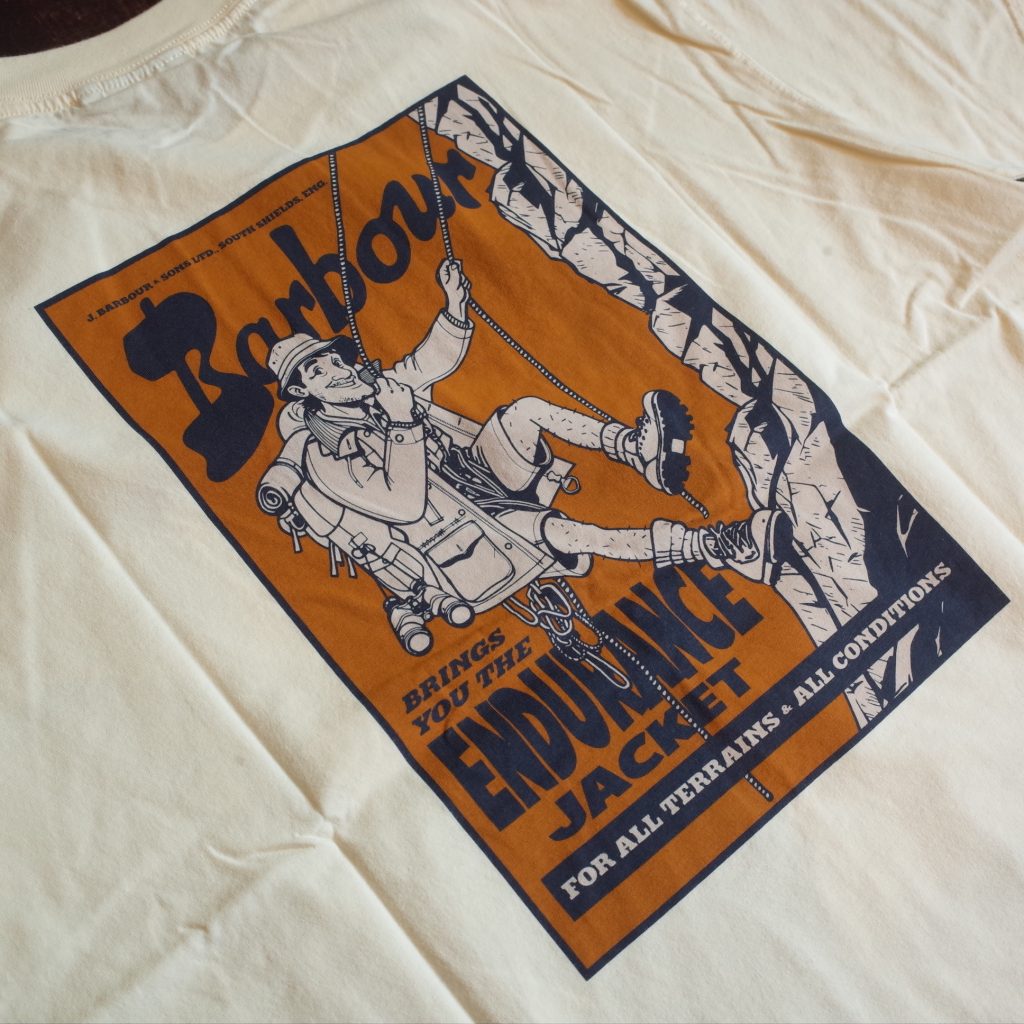 J. BARBOUR & SONS LTD., SOUTH SHIELDS, ENG
Barbour
BRINGS
YOU THE
ENDURANCE
JACKET
FOR ALL TERRAINS & ALL CONDITIONS